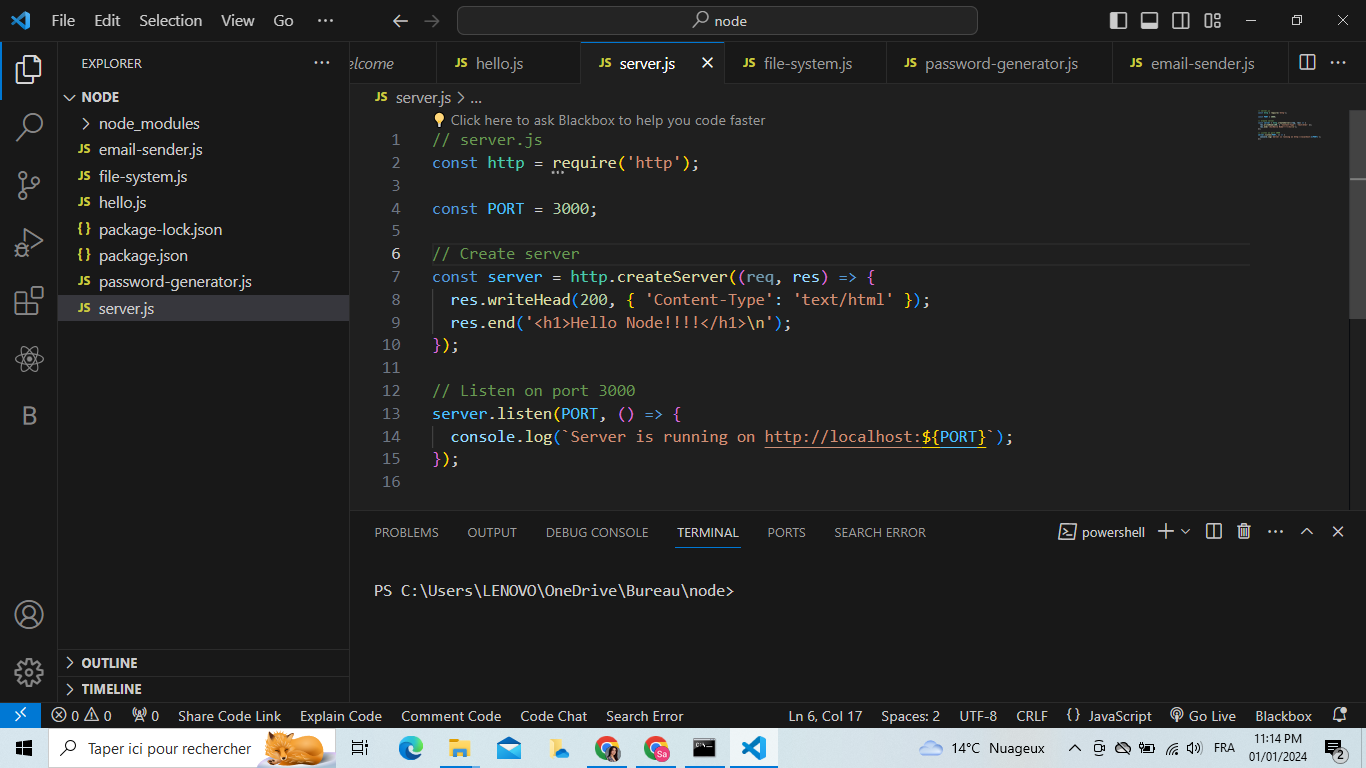 File Edit Selection View Go ··· node
EXPLORER ···
NODE
node_modules
JS email-sender.js
JS file-system.js
JS hello.js
{} package-lock.json
{} package.json
JS password-generator.js
JS server.js
OUTLINE
TIMELINE
elcome JS hello.js JS server.js JS file-system.js JS password-generator.js JS email-sender.js ···
JS server.js > ...
Click here to ask Blackbox to help you code faster
1 // server.js
2 const http = require('http');
3
4 const PORT = 3000;
5
6 // Create server
7 const server = http.createServer((req, res) => {
8 res.writeHead(200, { 'Content-Type': 'text/html' });
9 res.end('<h1>Hello Node!!!!</h1>\n');
10 });
11
12 // Listen on port 3000
13 server.listen(PORT, () => {
14 console.log(`Server is running on http://localhost:${PORT}`);
15 });
16
PROBLEMS OUTPUT DEBUG CONSOLE TERMINAL PORTS SEARCH ERROR powershell ···
PS C:\Users\LENOVO\OneDrive\Bureau\node>
0 0 0 Share Code Link Explain Code Comment Code Code Chat Search Error Ln 6, Col 17 Spaces: 2 UTF-8 CRLF {} JavaScript Go Live Blackbox
Taper ici pour rechercher Sa 14°C Nuageux FRA 11:14 PM
01/01/2024 2
B